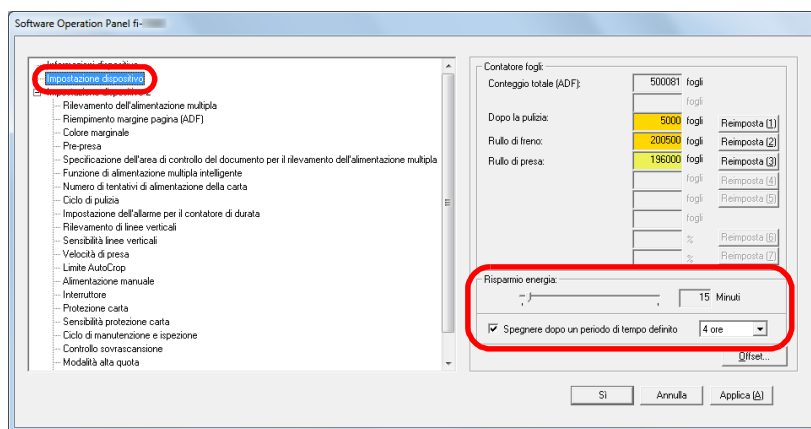 Software Operation Panel fi-
Informazioni dispositivo
Impostazione dispositivo
Impostazione dispositivo 2
Rilevamento dell'alimentazione multipla
Riempimento margine pagina (ADF)
Colore marginale
Pre-presa
Specificazione dell'area di controllo del documento per il rilevamento dell'alimentazione multipla
Funzione di alimentazione multipla intelligente
Numero di tentativi di alimentazione della carta
Ciclo di pulizia
Impostazione dell'allarme per il contatore di durata
Rilevamento di linee verticali
Sensibilità linee verticali
Velocità di presa
Limite AutoCrop
Alimentazione manuale
Interruttore
Protezione carta
Sensibilità protezione carta
Ciclo di manutenzione e ispezione
Controllo sovrascansione
Modalità alta quota
Contatore fogli:
Conteggio totale (ADF): 500081 fogli
fogli
Dopo la pulizia: 5000 fogli Reimposta (1)
Rullo di freno: 200500 fogli Reimposta (2)
Rullo di presa: 196000 fogli Reimposta (3)
fogli Reimposta (4)
fogli Reimposta (5)
fogli
% Reimposta (6)
% Reimposta (7)
Risparmio energia:
15 Minuti
Spegnere dopo un periodo di tempo definito 4 ore
Offset...
Sì Annulla Applica (A)